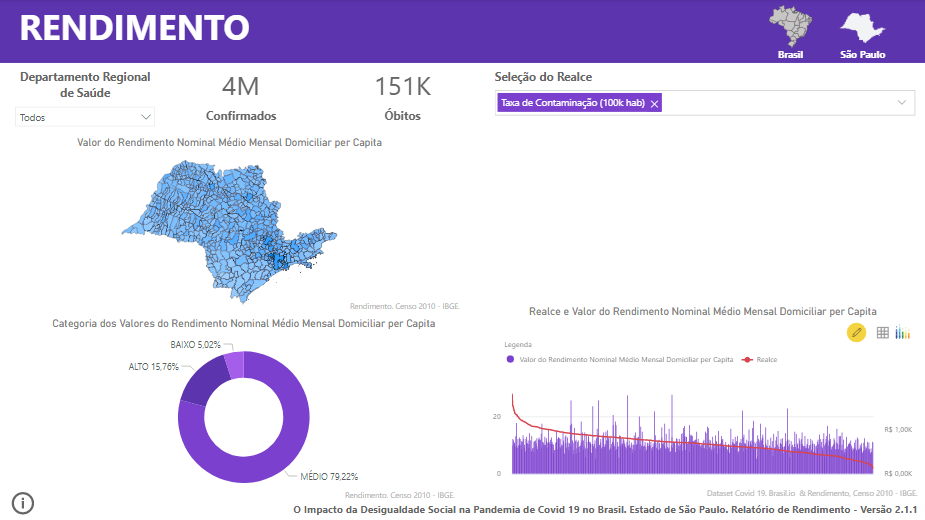 RENDIMENTO
Brasil
São Paulo
Departamento Regional
de Saúde
Todos
4M
Confirmados
151K
Óbitos
Seleção do Realce
Taxa de Contaminação (100k hab)
Valor do Rendimento Nominal Médio Mensal Domiciliar per Capita
Rendimento. Censo 2010 - IBGE.
Categoria dos Valores do Rendimento Nominal Médio Mensal Domiciliar per Capita
BAIXO 5,02%
ALTO 15,76%
MÉDIO 79,22%
Rendimento. Censo 2010 - IBGE.
Realce e Valor do Rendimento Nominal Médio Mensal Domiciliar per Capita
Legenda
Valor do Rendimento Nominal Médio Mensal Domiciliar per Capita
Realce
20
0
R$ 1,00K
R$ 0,00K
Dataset Covid 19. Brasil.io & Rendimento, Censo 2010 - IBGE.
O Impacto da Desigualdade Social na Pandemia de Covid 19 no Brasil. Estado de São Paulo. Relatório de Rendimento - Versão 2.1.1